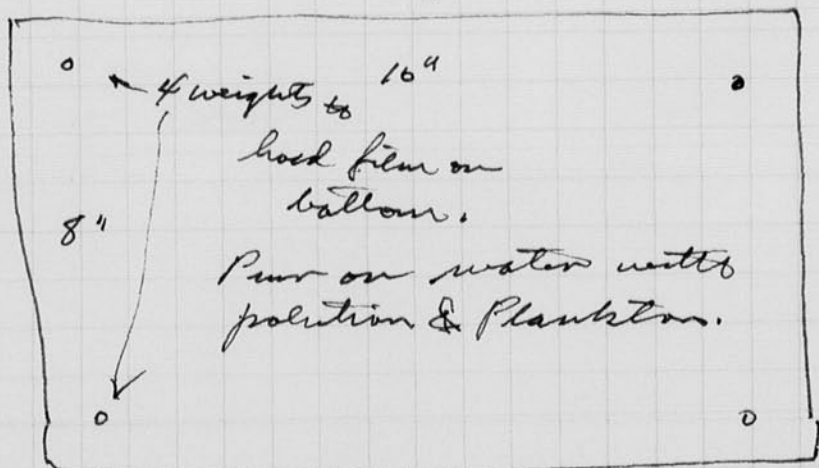 16"
4 weights to
hold film on
bottom.
8"
Pour on water with
polution & Plankton.